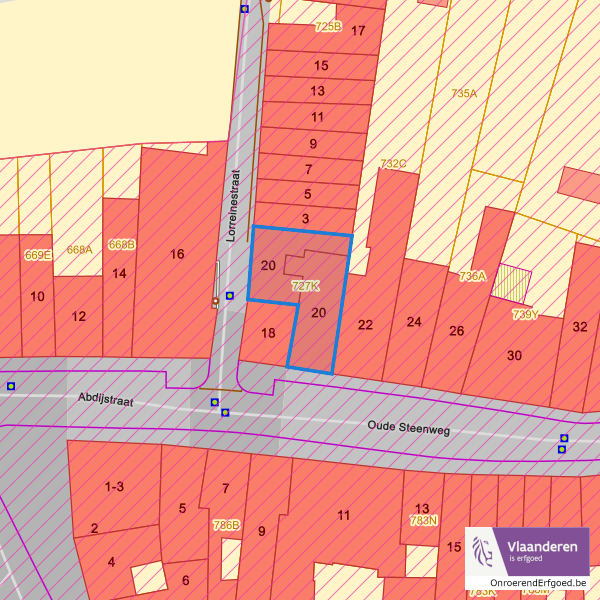 725B
17
15
13
735A
11
9
732C
7
5
3
Lorreinestraat
669E
668A
668B
16
20
10
12
14
727K
20
736A
739Y
18
22
24
26
30
32
Abdijstraat
Oude Steenweg
1-3
5
7
11
13
783N
786B
9
2
4
6
15
Vlaanderen
is erfgoed
OnroerendErfgoed.be